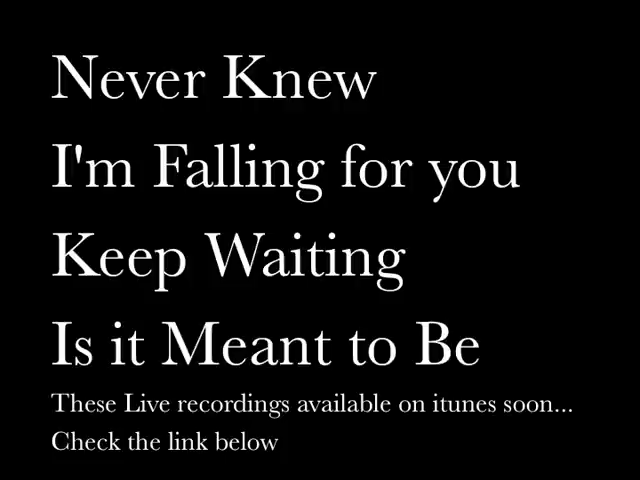 Never Knew
I'm Falling for you
Keep Waiting
Is it Meant to Be
These Live recordings available on itunes soon...
Check the link below